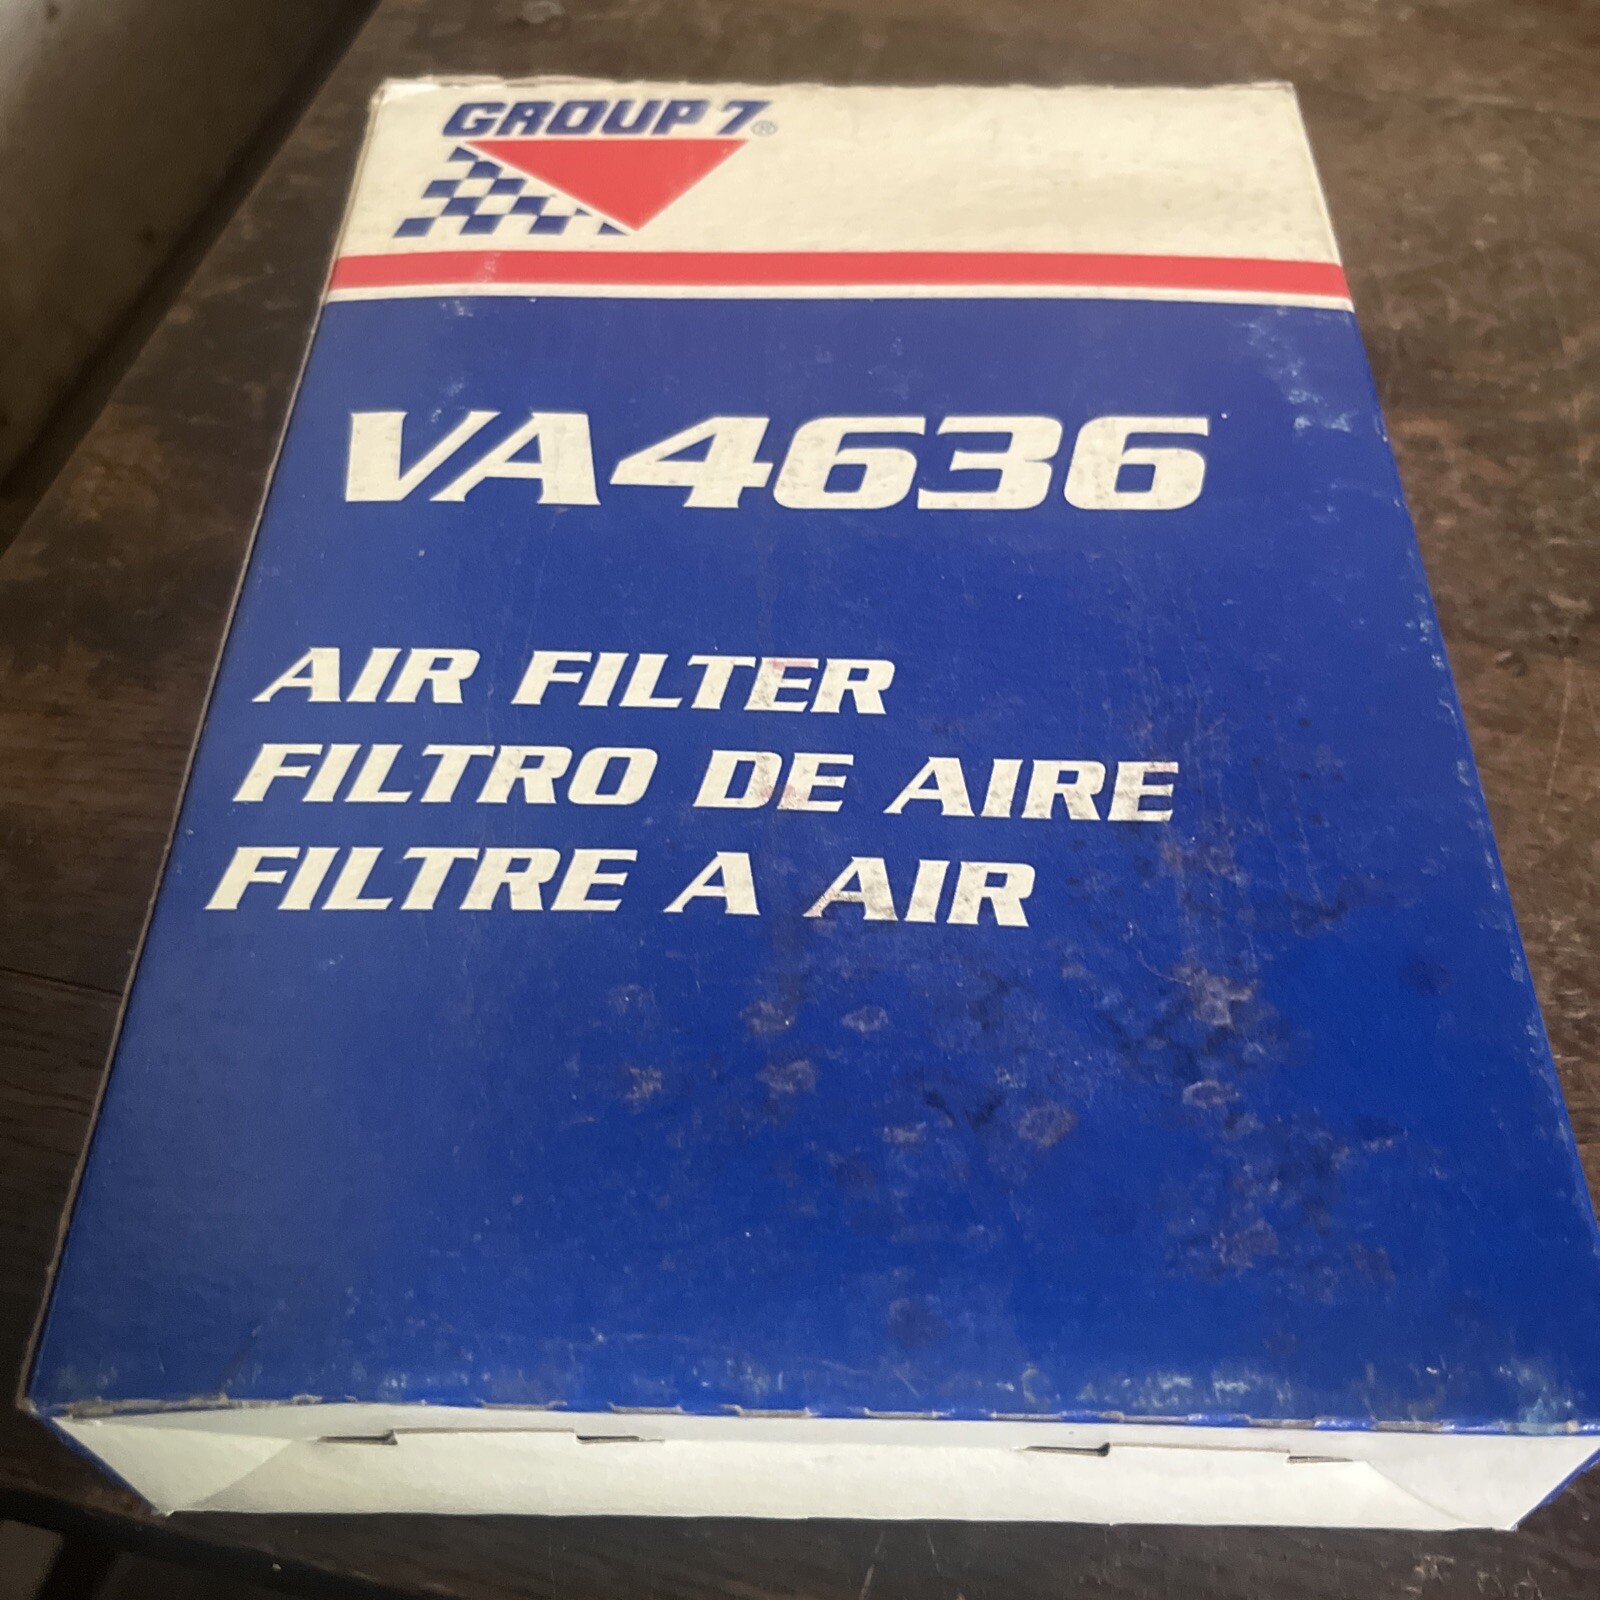 GROUP 7®
VA4636
AIR FILTER
FILTRO DE AIRE
FILTRE A AIR